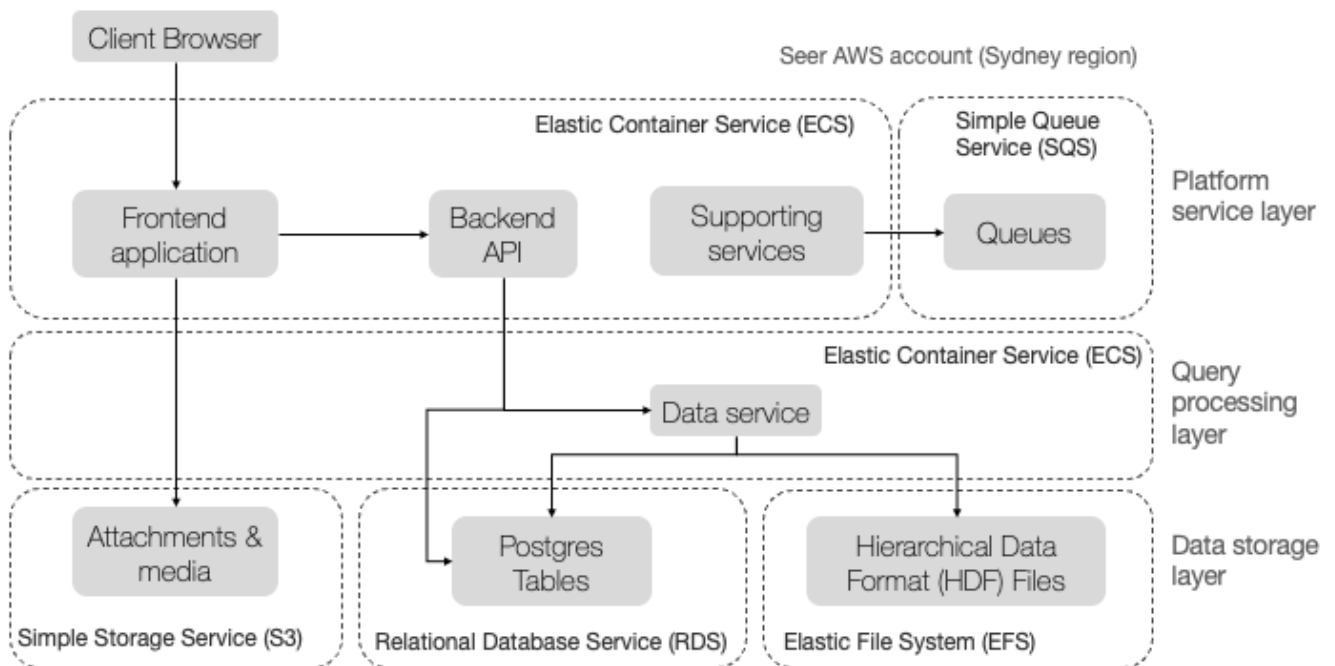 Client Browser
Seer AWS account (Sydney region)
Elastic Container Service (ECS)
Simple Queue
Service (SQS)
Platform
service layer
Frontend
application
Backend
API
Supporting
services
Queues
Elastic Container Service (ECS)
Query
processing
layer
Data service
Attachments &
media
Postgres
Tables
Hierarchical Data
Format (HDF) Files
Data storage
layer
Simple Storage Service (S3)
Relational Database Service (RDS)
Elastic File System (EFS)